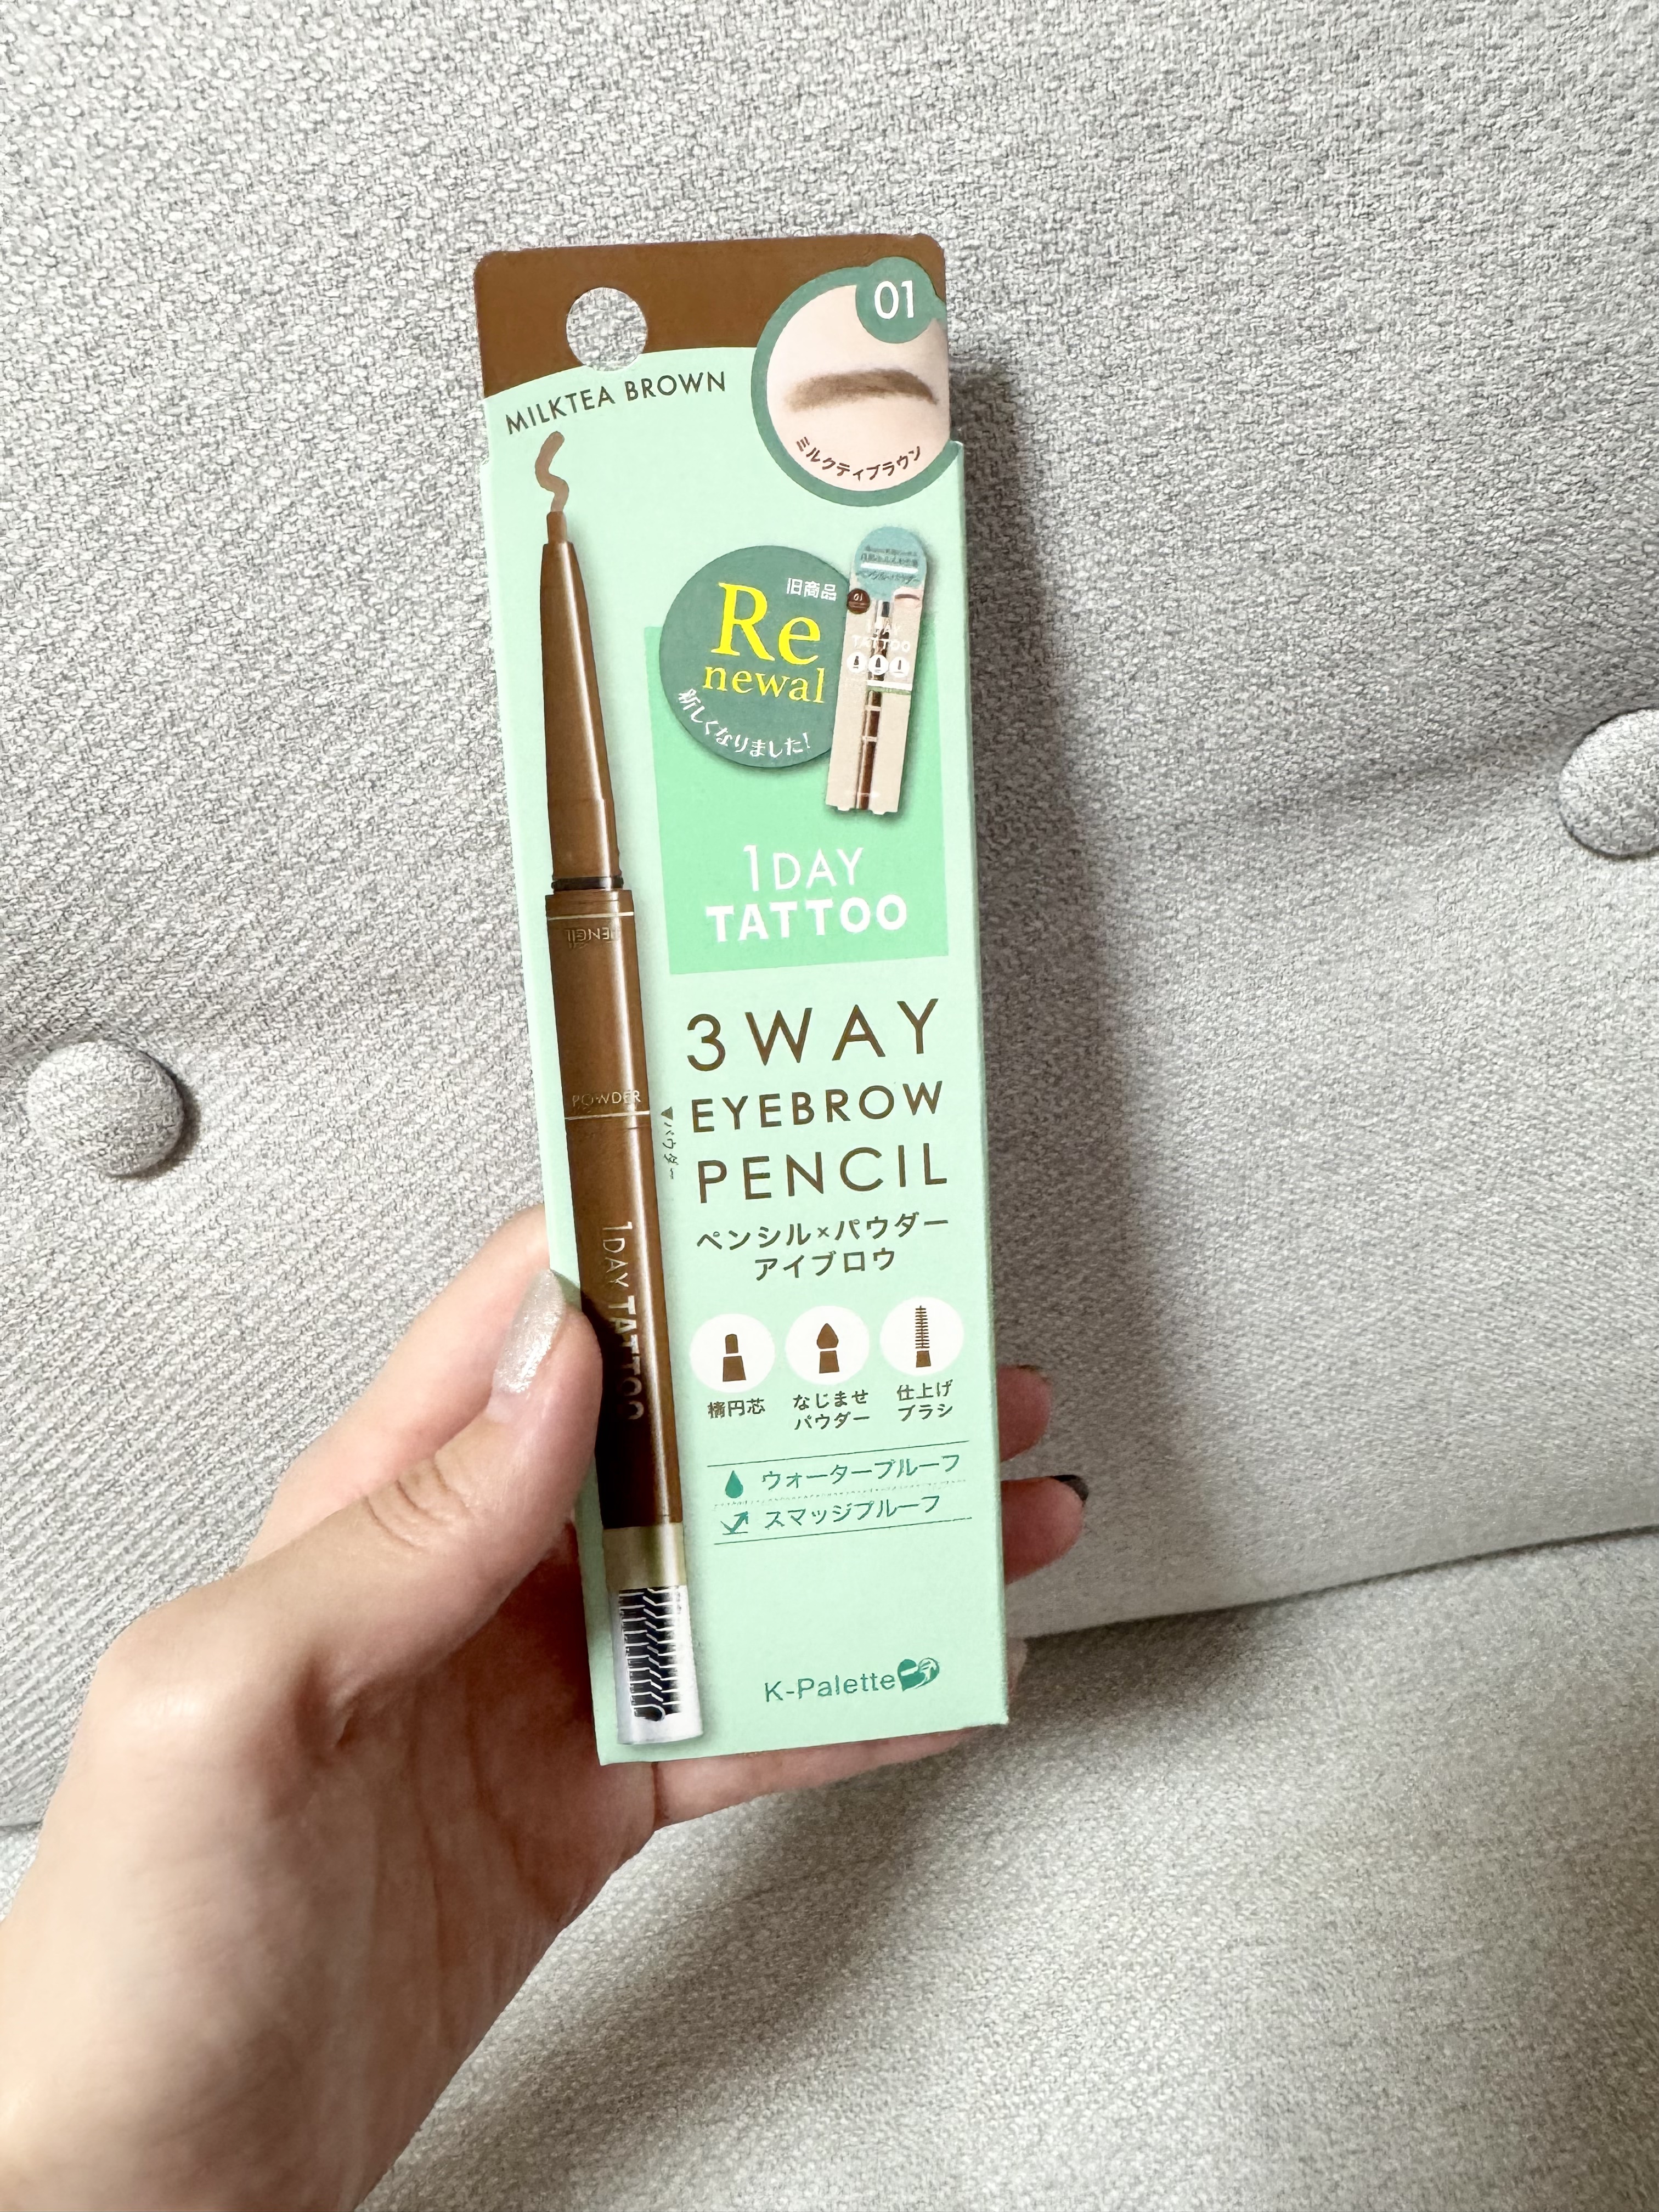 01
MILKTEA BROWN
ミルクティブラウン
旧商品
Re
newal
新しくなりました!
01
1DAY
TATTOO
1DAY
TATTOO
PENCIL
3WAY
EYEBROW
PENCIL
POWDER
▼パウダー
ペンシル×パウダー
アイブロウ
1DAY TATTOO
楕円芯
なじませ
パウダー
仕上げ
ブラシ
ウォータープルーフ
スマッジプルーフ
K-Palette